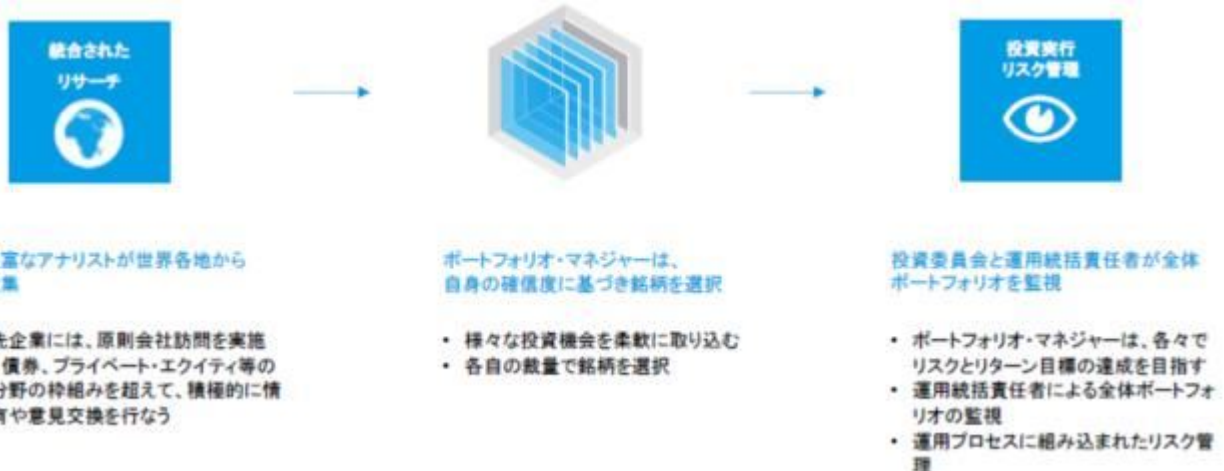 統合された
リサーチ
投資実行
リスク管理
富なアナリストが世界各地から
集
ポートフォリオ・マネジャーは、
自身の確信度に基づき銘柄を選択
投資委員会と運用統括責任者が全体
ポートフォリオを監視
先企業には、原則会社訪問を実施
債券、プライベート・エクイティ等の
分野の枠組みを超えて、積極的に情
有や意見交換を行なう
• 様々な投資機会を柔軟に取り込む
• 各自の裁量で銘柄を選択
• ポートフォリオ・マネジャーは、各々で
リスクとリターン目標の達成を目指す
• 運用統括責任者による全体ポートフォ
リオの監視
• 運用プロセスに組み込まれたリスク管
理